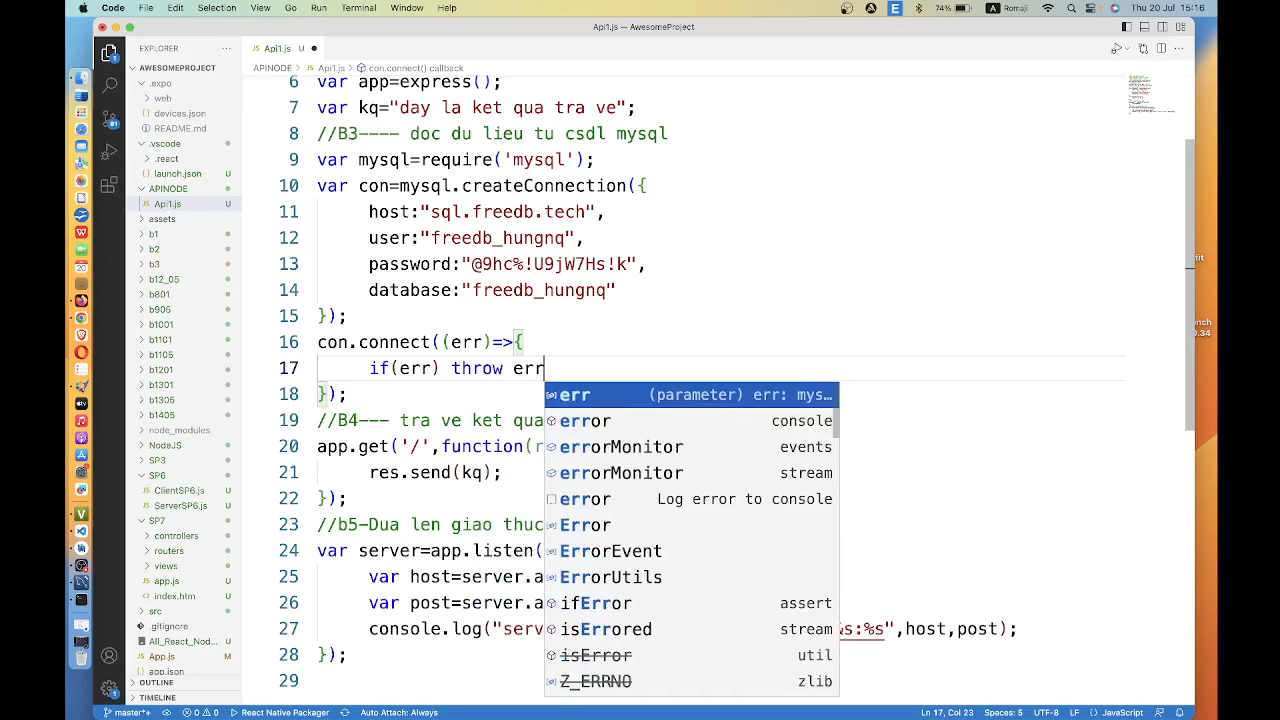 Code File Edit Selection View Go Run Terminal Window Help 74% A Romaji Thu 20 Jul 15:16
Api1.js — AwesomeProject
EXPLORER
Api1.js U
AWESOMEPROJECT
APINODE > Api1.js > con.connect() callback
.expo
web
devices.json
README.md
.vscode
.react
launch.json U
APINODE
Api1.js U
assets
b1
b2
b3
b12_05
b801
b906
b1001
b1101
b1105
b1201
b1301
b1305
b1405
node_modules
NodeJS
SP3
SP6
ClientSP6.js U
ServerSP6.js U
SP7
controllers
routers
views
app.js U
index.htm U
src
.gitignore
All_React_Nod... U
App.js M
app.json
OUTLINE
TIMELINE
6 var app=express();
7 var kq="day la ket qua tra ve";
8 //B3---- doc du lieu tu csdl mysql
9 var mysql=require('mysql');
10 var con=mysql.createConnection({
11 host:"sql.freedb.tech",
12 user:"freedb_hungnq",
13 password:"@9hc%!U9jW7Hs!k",
14 database:"freedb_hungnq"
15 });
16 con.connect((err)=>{
17 if(err) throw err
18 });
19 //B4--- tra ve ket qua
20 app.get('/',function(r
21 res.send(kq);
22 });
23 //b5-Dua len giao thuc
24 var server=app.listen(
25 var host=server.a
26 var post=server.a
27 console.log("serv &s:%s",host,post);
28 });
29
err (parameter) err: mys…
error console
errorMonitor events
errorMonitor stream
error Log error to console
Error
ErrorEvent
ErrorUtils
ifError assert
isErrored stream
isError util
Z_ERRNO zlib
fit
nch
0.34
master*+ 0 0 React Native Packager Auto Attach: Always Ln 17, Col 23 Spaces: 5 UTF-8 LF {} JavaScript